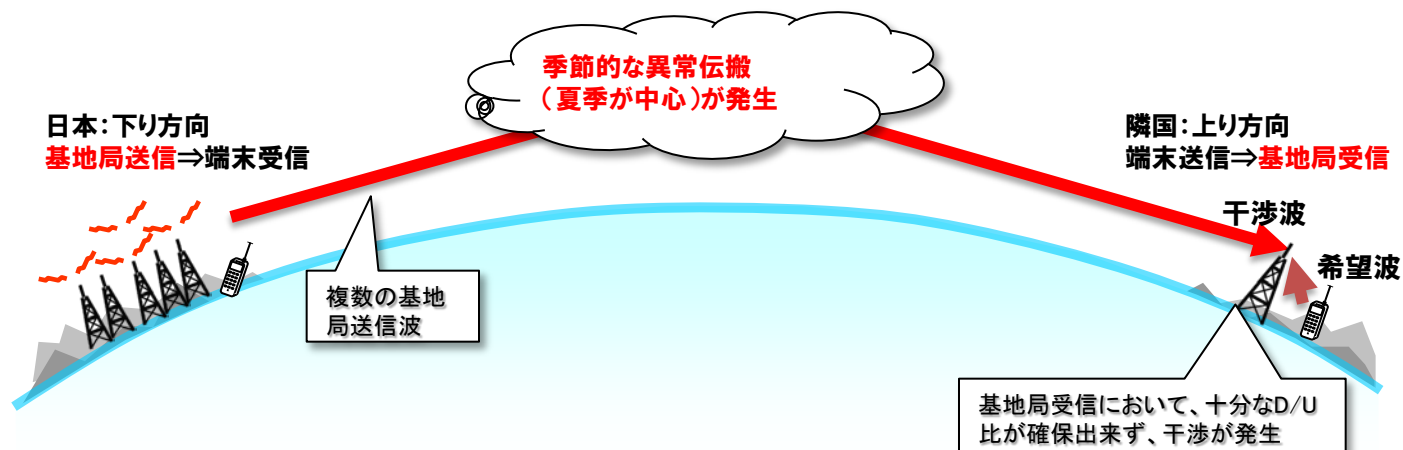 季節的な異常伝搬
（夏季が中心）が発生
日本：下り方向
基地局送信⇒端末受信
隣国：上り方向
端末送信⇒基地局受信
干渉波
希望波
複数の基地
局送信波
基地局受信において、十分なD/U
比が確保出来ず、干渉が発生